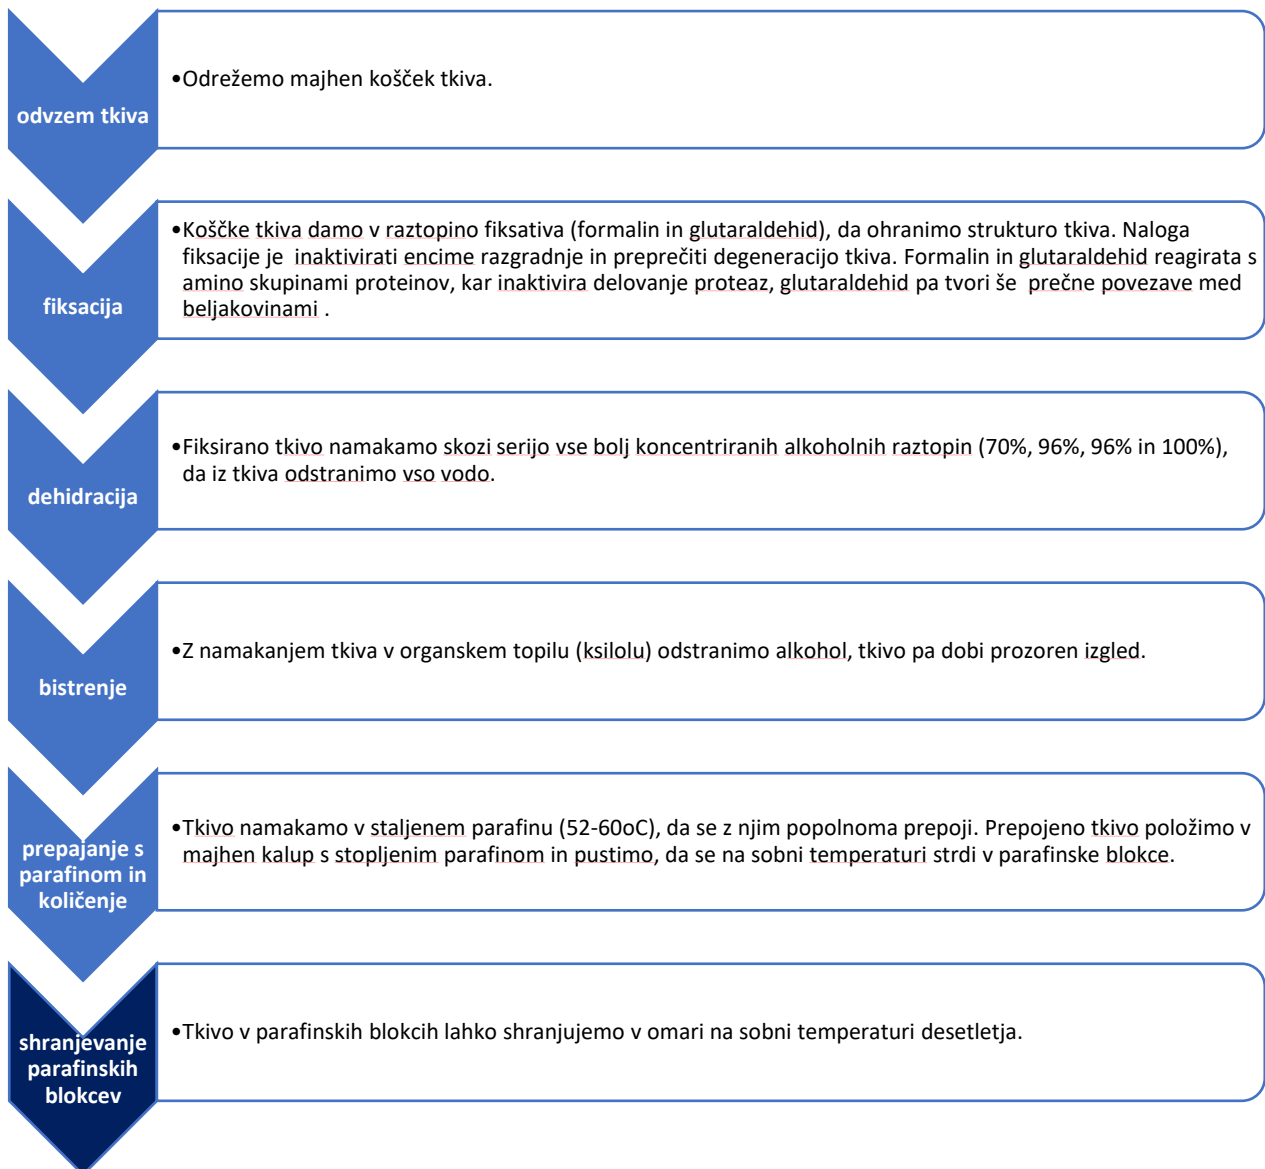 odvzem tkiva
•Odrežemo majhen košček tkiva.
fiksacija
•Koščke tkiva damo v raztopino fiksativa (formalin in glutaraldehid), da ohranimo strukturo tkiva. Naloga
fiksacije je  inaktivirati encime razgradnje in preprečiti degeneracijo tkiva. Formalin in glutaraldehid reagirata s
amino skupinami proteinov, kar inaktivira delovanje proteaz, glutaraldehid pa tvori še  prečne povezave med
beljakovinami .
dehidracija
•Fiksirano tkivo namakamo skozi serijo vse bolj koncentriranih alkoholnih raztopin (70%, 96%, 96% in 100%),
da iz tkiva odstranimo vso vodo.
bistrenje
•Z namakanjem tkiva v organskem topilu (ksilolu) odstranimo alkohol, tkivo pa dobi prozoren izgled.
prepajanje s
parafinom in
količenje
•Tkivo namakamo v staljenem parafinu (52-60oC), da se z njim popolnoma prepoji. Prepojeno tkivo položimo v
majhen kalup s stopljenim parafinom in pustimo, da se na sobni temperaturi strdi v parafinske blokce.
shranjevanje
parafinskih
blokcev
•Tkivo v parafinskih blokcih lahko shranjujemo v omari na sobni temperaturi desetletja.